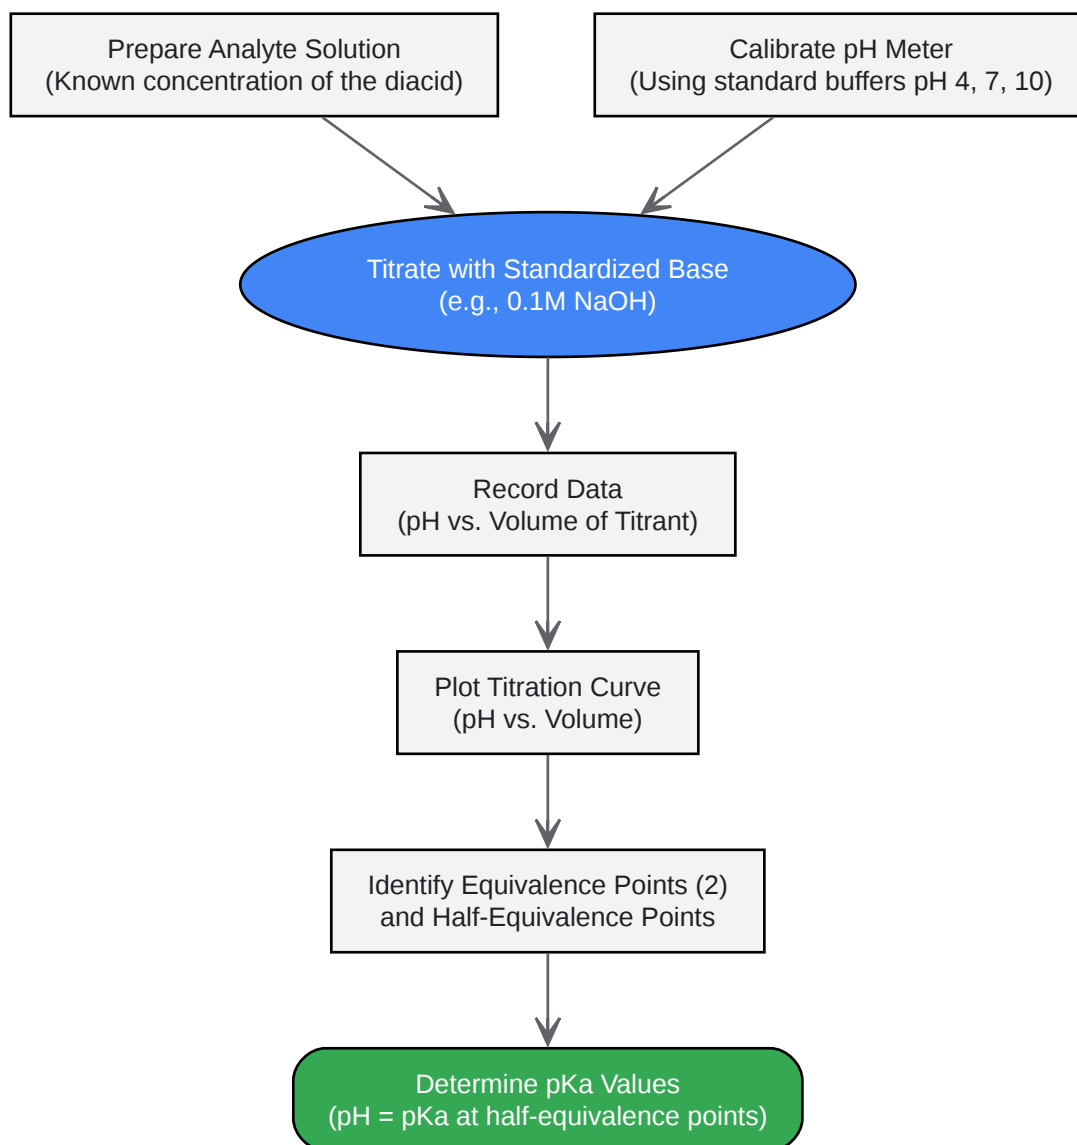 Prepare Analyte Solution
(Known concentration of the diacid)
Calibrate pH Meter
(Using standard buffers pH 4, 7, 10)
Titrate with Standardized Base
(e.g., 0.1M NaOH)
Record Data
(pH vs. Volume of Titrant)
Plot Titration Curve
(pH vs. Volume)
Identify Equivalence Points (2)
and Half-Equivalence Points
Determine pKa Values
(pH = pKa at half-equivalence points)